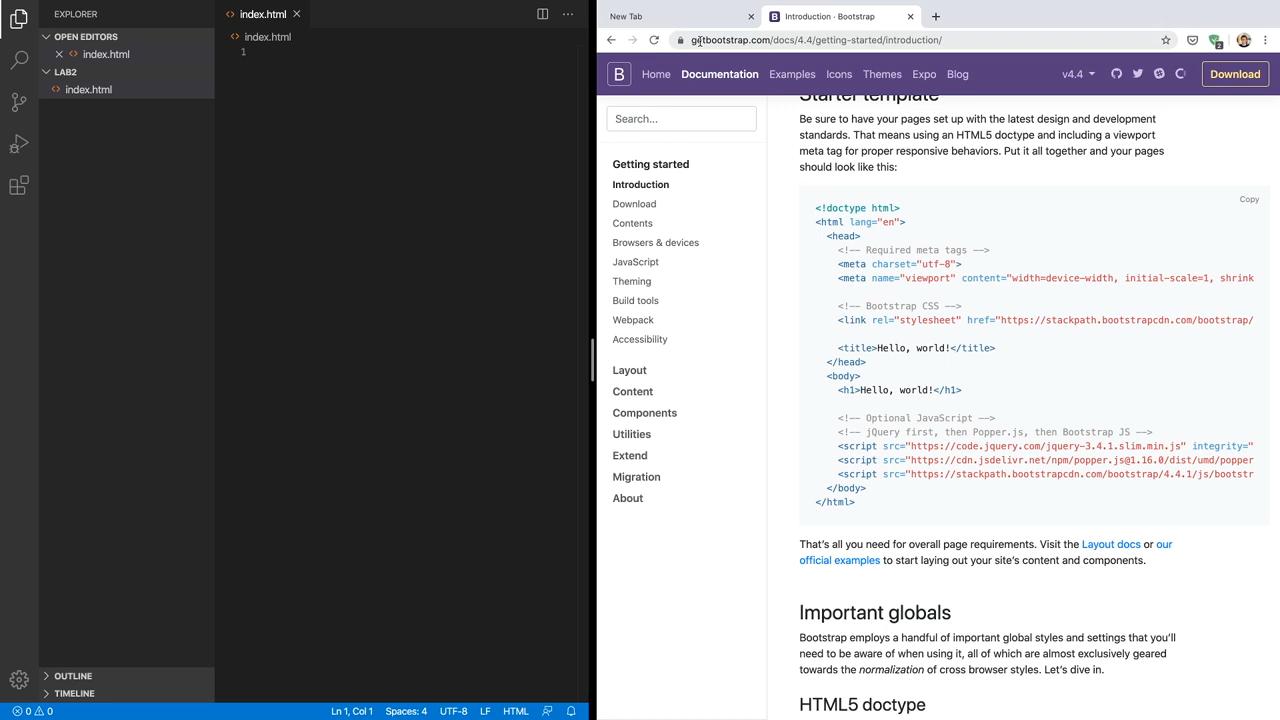 EXPLORER
OPEN EDITORS
index.html
LAB2
index.html
OUTLINE
TIMELINE
index.html
index.html
1
0 0
Ln 1, Col 1 Spaces: 4 UTF-8 LF HTML
New Tab
Introduction · Bootstrap
getbootstrap.com/docs/4.4/getting-started/introduction/
2
B Home Documentation Examples Icons Themes Expo Blog v4.4 Download
Search...
Getting started
Introduction
Download
Contents
Browsers & devices
JavaScript
Theming
Build tools
Webpack
Accessibility
Layout
Content
Components
Utilities
Extend
Migration
About
Starter template
Be sure to have your pages set up with the latest design and development
standards. That means using an HTML5 doctype and including a viewport
meta tag for proper responsive behaviors. Put it all together and your pages
should look like this:
Copy
<!doctype html>
<html lang="en">
<head>
<!-- Required meta tags -->
<meta charset="utf-8">
<meta name="viewport" content="width=device-width, initial-scale=1, shrink
<!-- Bootstrap CSS -->
<link rel="stylesheet" href="https://stackpath.bootstrapcdn.com/bootstrap/
<title>Hello, world!</title>
</head>
<body>
<h1>Hello, world!</h1>
<!-- Optional JavaScript -->
<!-- jQuery first, then Popper.js, then Bootstrap JS -->
<script src="https://code.jquery.com/jquery-3.4.1.slim.min.js" integrity="
<script src="https://cdn.jsdelivr.net/npm/popper.js@1.16.0/dist/umd/popper
<script src="https://stackpath.bootstrapcdn.com/bootstrap/4.4.1/js/bootstr
</body>
</html>
That's all you need for overall page requirements. Visit the Layout docs or our
official examples to start laying out your site's content and components.
Important globals
Bootstrap employs a handful of important global styles and settings that you'll
need to be aware of when using it, all of which are almost exclusively geared
towards the normalization of cross browser styles. Let's dive in.
HTML5 doctype